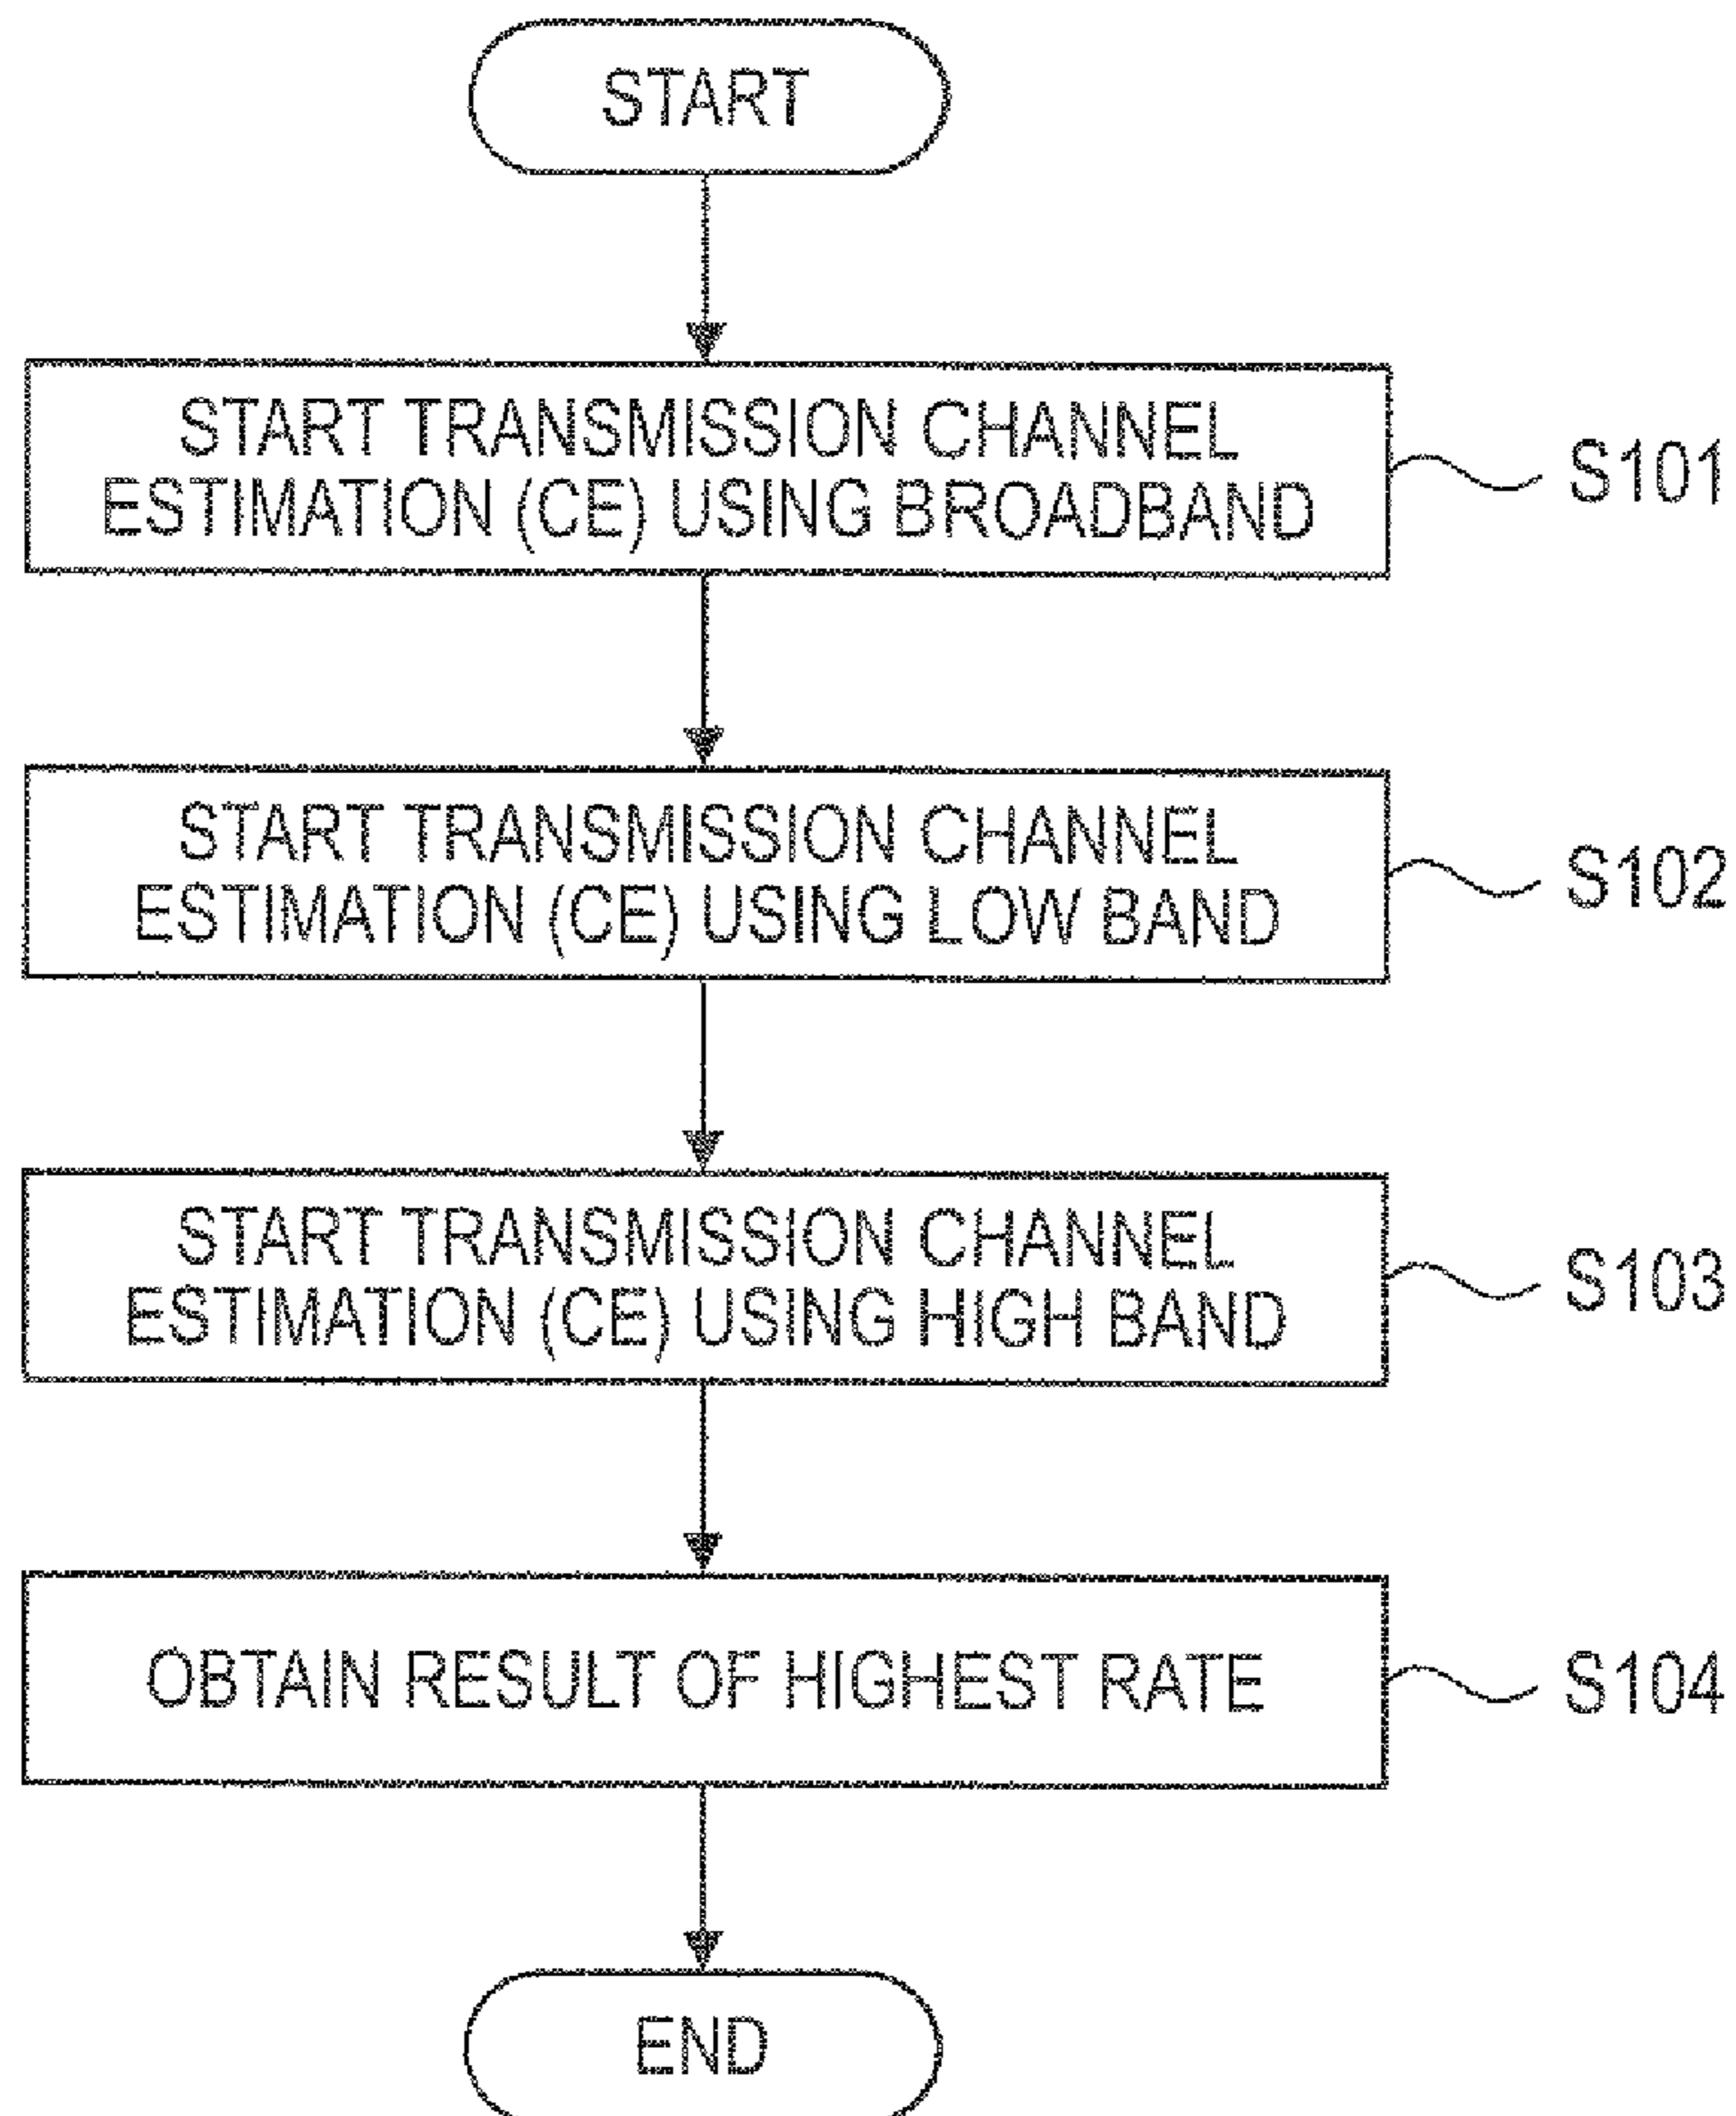 START
START TRANSMISSION CHANNEL
ESTIMATION (CE) USING BROADBAND
S101
START TRANSMISSION CHANNEL
ESTIMATION (CE) USING LOW BAND
S102
START TRANSMISSION CHANNEL
ESTIMATION (CE) USING HIGH BAND
S103
OBTAIN RESULT OF HIGHEST RATE
S104
END